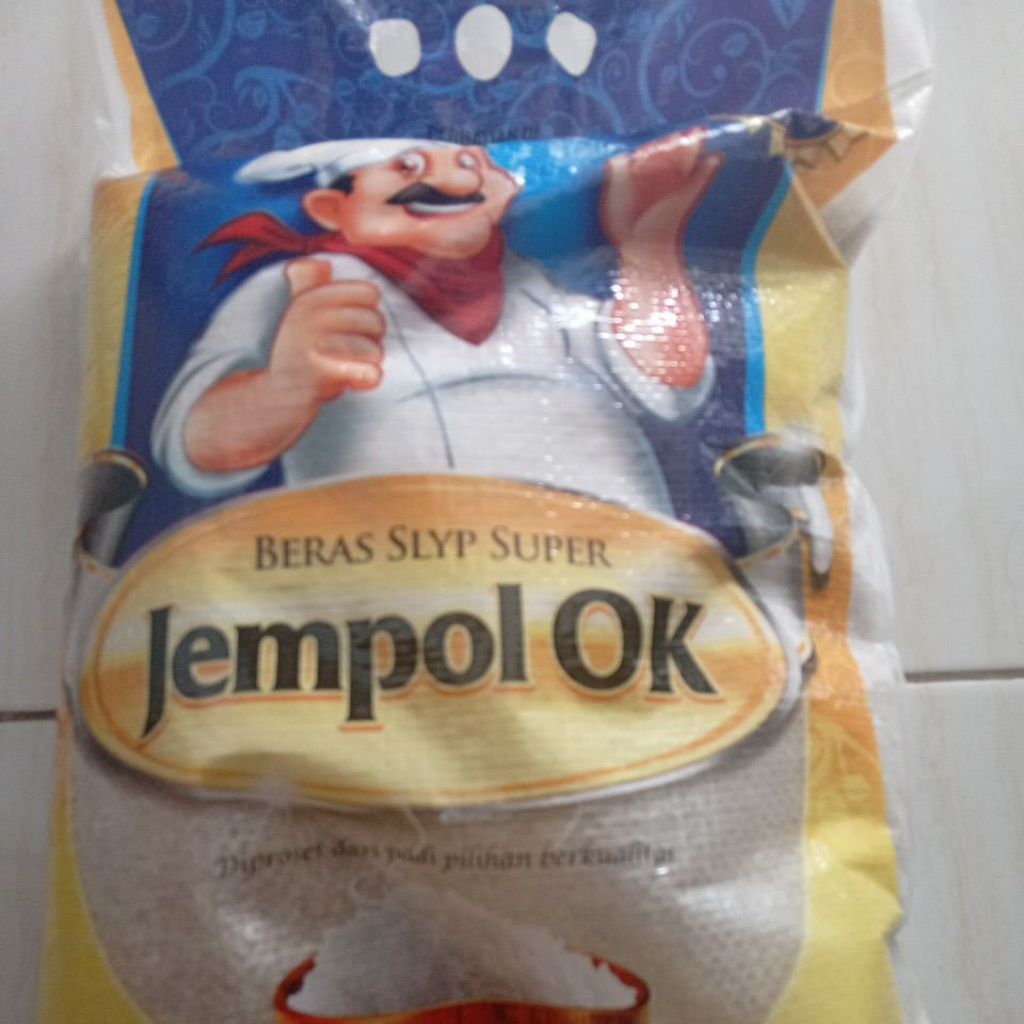 BERAS SLYP SUPER
Jempol OK
Diproses dari padi pilihan berkualitas